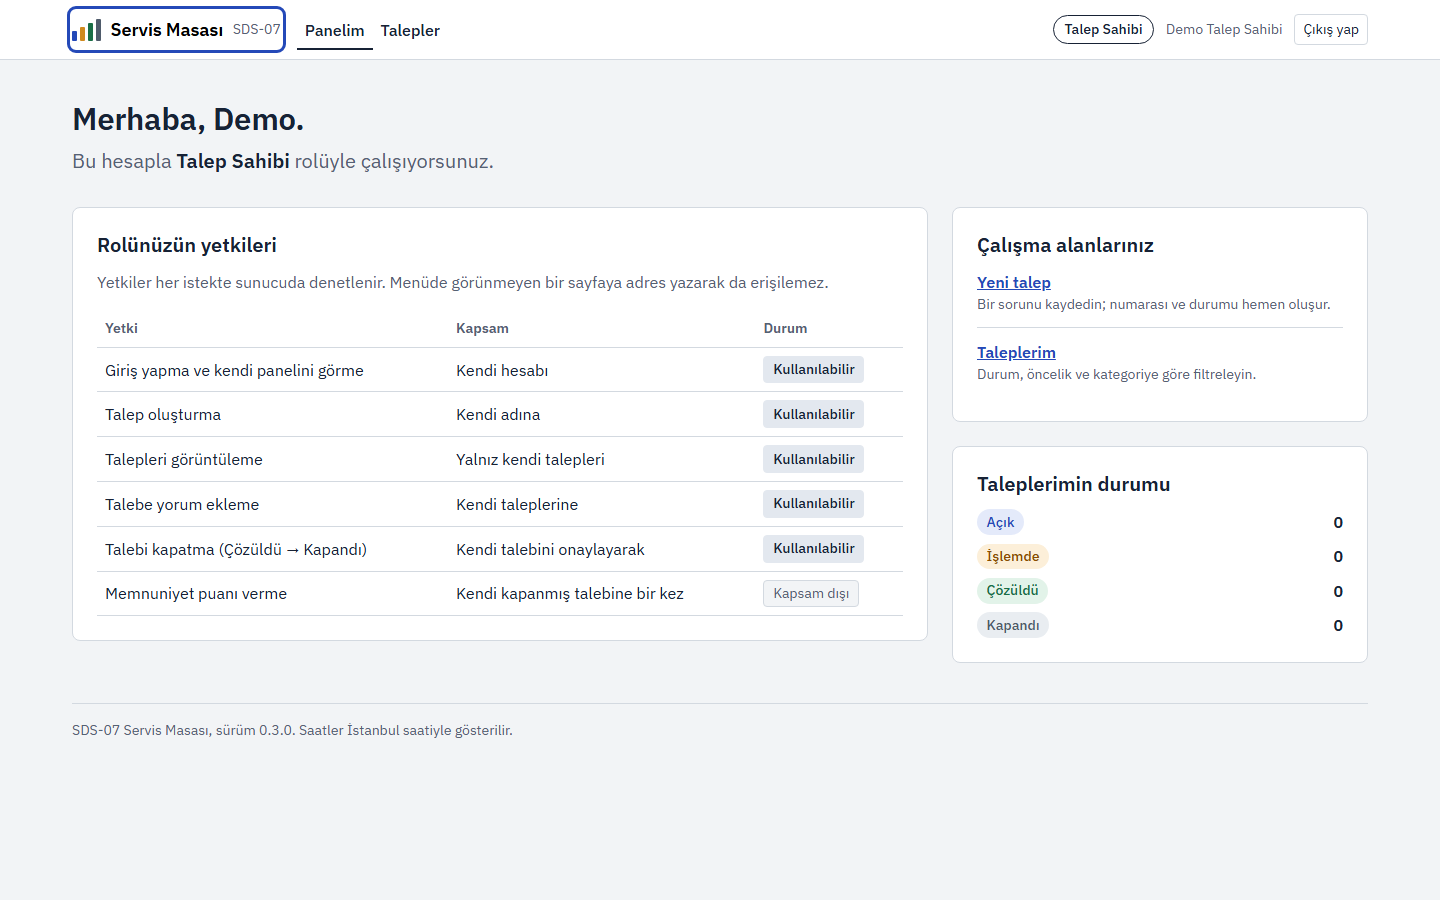 Servis Masası SDS-07 Panelim Talepler Talep Sahibi Demo Talep Sahibi Çıkış yap
Merhaba, Demo.
Bu hesapla Talep Sahibi rolüyle çalışıyorsunuz.
Rolünüzün yetkileri
Yetkiler her istekte sunucuda denetlenir. Menüde görünmeyen bir sayfaya adres yazarak da erişilemez.
Yetki Kapsam Durum
Giriş yapma ve kendi panelini görme Kendi hesabı Kullanılabilir
Talep oluşturma Kendi adına Kullanılabilir
Talepleri görüntüleme Yalnız kendi talepleri Kullanılabilir
Talebe yorum ekleme Kendi taleplerine Kullanılabilir
Talebi kapatma (Çözüldü → Kapandı) Kendi talebini onaylayarak Kullanılabilir
Memnuniyet puanı verme Kendi kapanmış talebine bir kez Kapsam dışı
Çalışma alanlarınız
Yeni talep
Bir sorunu kaydedin; numarası ve durumu hemen oluşur.
Taleplerim
Durum, öncelik ve kategoriye göre filtreleyin.
Taleplerimin durumu
Açık 0
İşlemde 0
Çözüldü 0
Kapandı 0
SDS-07 Servis Masası, sürüm 0.3.0. Saatler İstanbul saatiyle gösterilir.